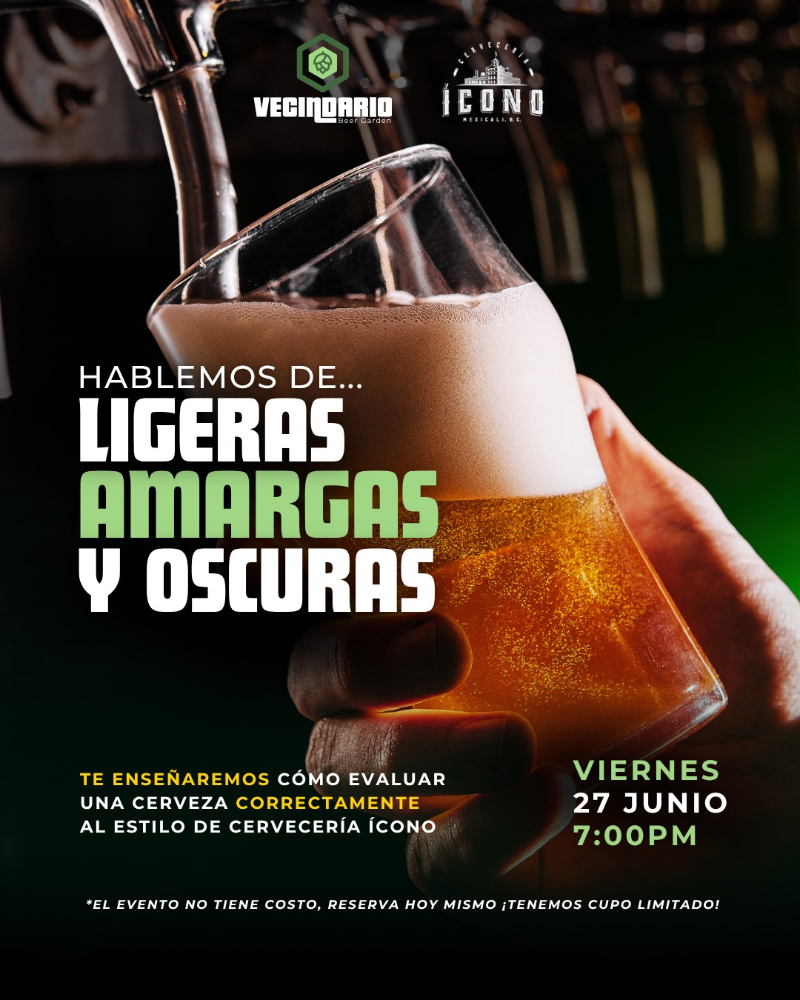 VECINDARIO
Beer Garden
CERVECERÍA
ÍCONO
MEXICALI, B.C.
HABLEMOS DE...
LIGERAS
AMARGAS
Y OSCURAS
TE ENSEÑAREMOS CÓMO EVALUAR
UNA CERVEZA CORRECTAMENTE
AL ESTILO DE CERVECERÍA ÍCONO
VIERNES
27 JUNIO
7:00PM
*EL EVENTO NO TIENE COSTO, RESERVA HOY MISMO ¡TENEMOS CUPO LIMITADO!